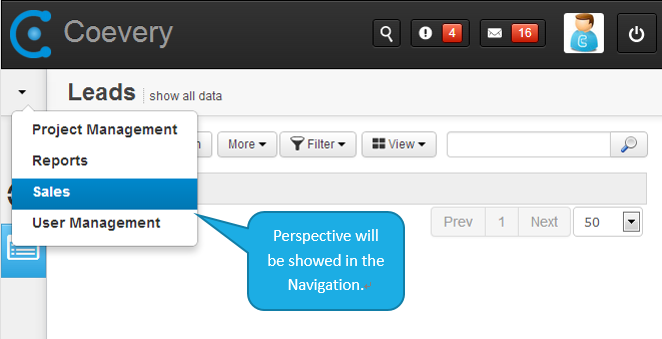 Coevery
4
16
Leads
show all data
Project Management
Reports
Sales
User Management
More
Filter
View
Prev
1
Next
50
Perspective will
be showed in the
Navigation.